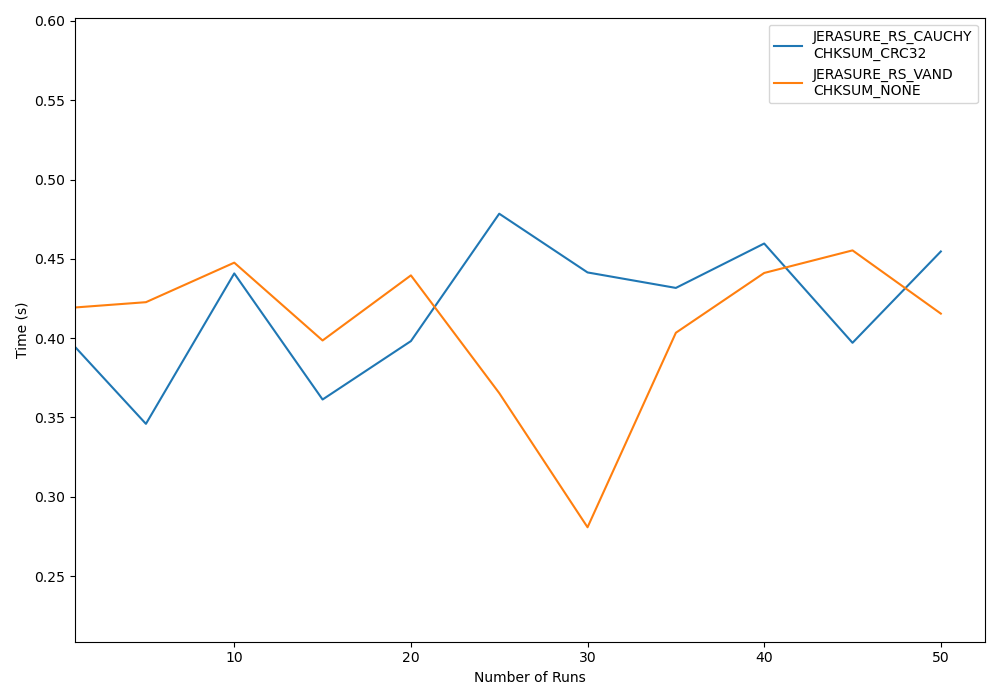 0.60
0.55
0.50
0.45
0.40
0.35
0.30
0.25
Time (s)
10
20
30
40
50
Number of Runs
JERASURE_RS_CAUCHY
CHKSUM_CRC32
JERASURE_RS_VAND
CHKSUM_NONE